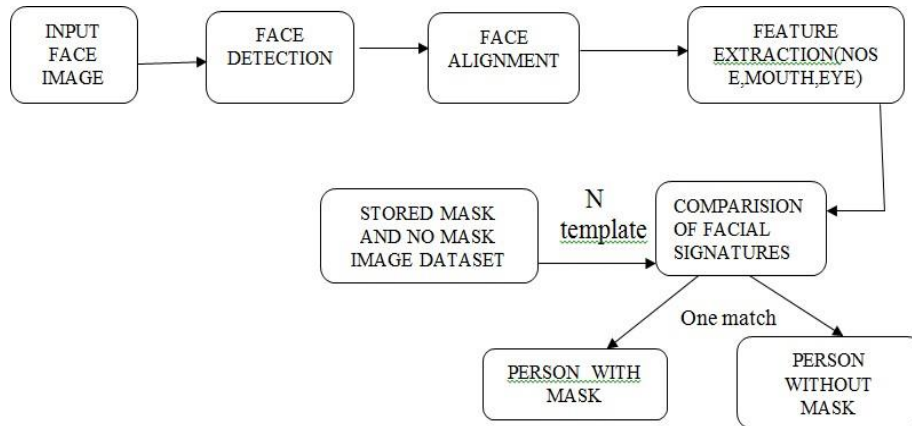 INPUT
FACE
IMAGE
FACE
DETECTION
FACE
ALIGNMENT
FEATURE
EXTRACTION(NOS
E,MOUTH,EYE)
STORED MASK
AND NO MASK
IMAGE DATASET
N
template
COMPARISION
OF FACIAL
SIGNATURES
One match
PERSON WITH
MASK
PERSON
WITHOUT
MASK